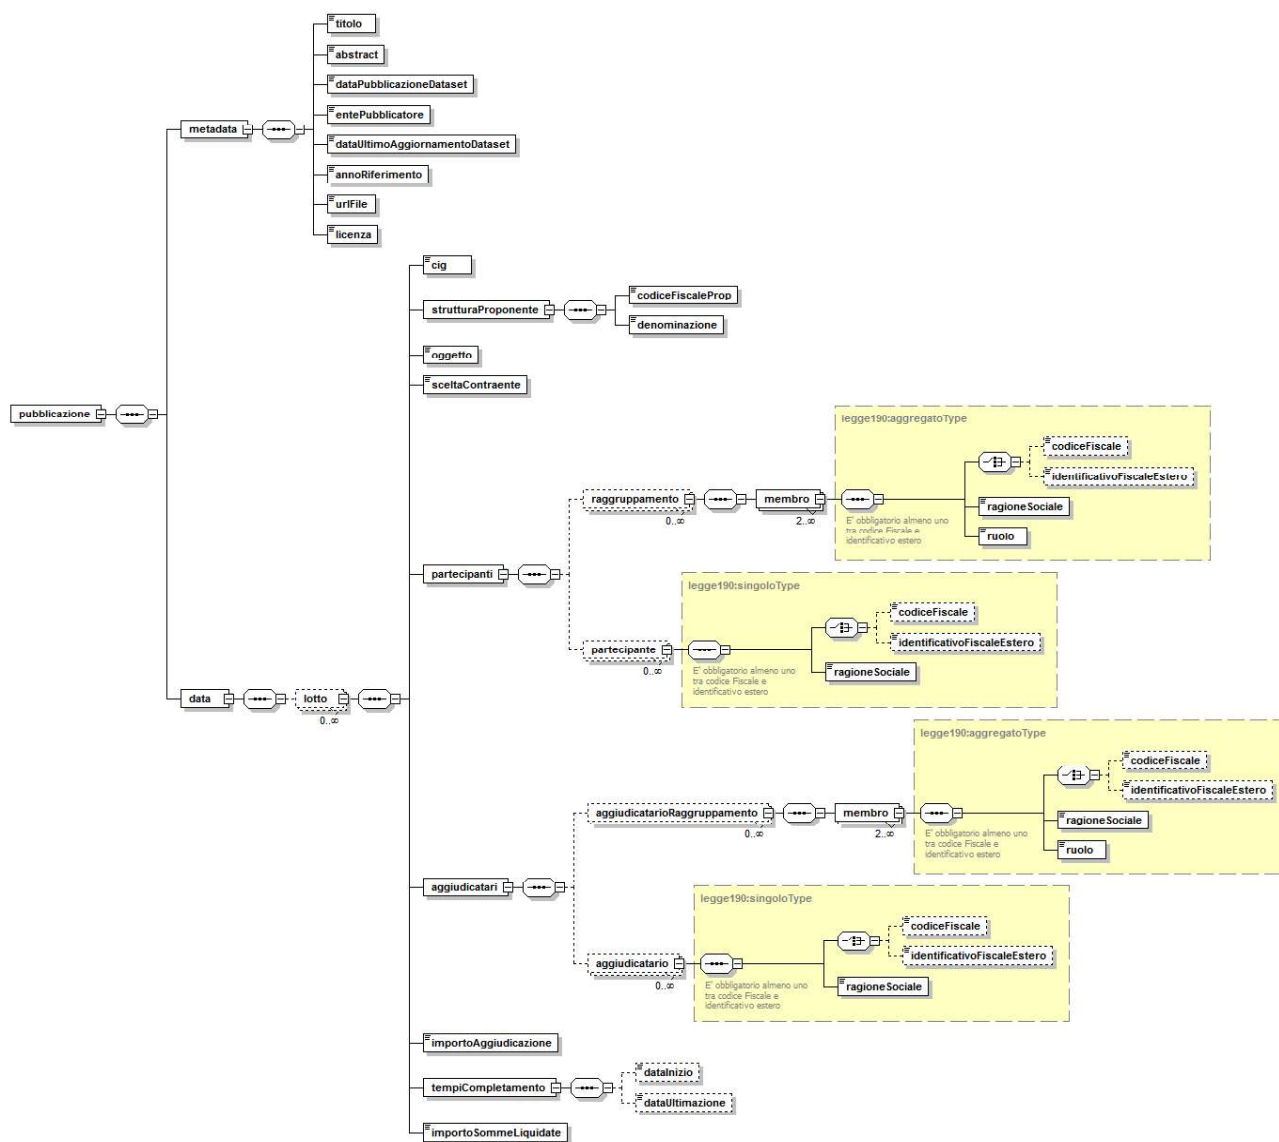 titolo
abstract
dataPubblicazioneDataset
entePubblicatore
metadata
dataUltimoAggiornamentoDataset
annoRiferimento
urlFile
licenza
cig
codiceFiscaleProp
strutturaProponente
denominazione
oggetto
sceltaContraente
pubblicazione
legge190:aggregatoType
codiceFiscale
identificativoFiscaleEstero
raggruppamento
0..∞
membro
2..∞
E' obbligatorio almeno uno
tra codice Fiscale e
identificativo estero
ragioneSociale
ruolo
partecipanti
legge190:singoloType
codiceFiscale
identificativoFiscaleEstero
partecipante
0..∞
E' obbligatorio almeno uno
tra codice Fiscale e
identificativo estero
ragioneSociale
data
lotto
0..∞
legge190:aggregatoType
codiceFiscale
identificativoFiscaleEstero
aggiudicatarioRaggruppamento
0..∞
membro
2..∞
E' obbligatorio almeno uno
tra codice Fiscale e
identificativo estero
ragioneSociale
ruolo
aggiudicatari
legge190:singoloType
codiceFiscale
identificativoFiscaleEstero
aggiudicatario
0..∞
E' obbligatorio almeno uno
tra codice Fiscale e
identificativo estero
ragioneSociale
importoAggiudicazione
dataInizio
tempiCompletamento
dataUltimazione
importoSommeLiquidate